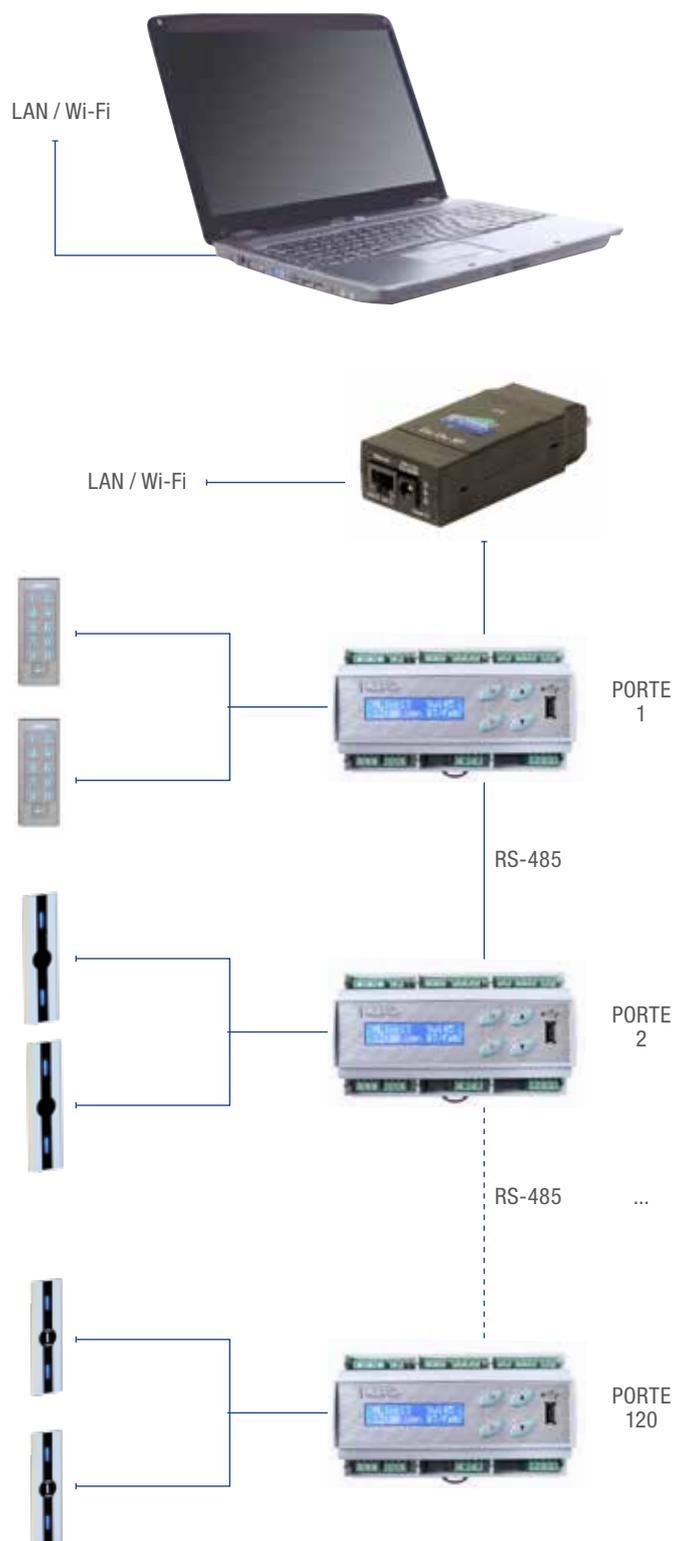 LAN / Wi-Fi
LAN / Wi-Fi
PORTE
1
RS-485
PORTE
2
RS-485
...
PORTE
120